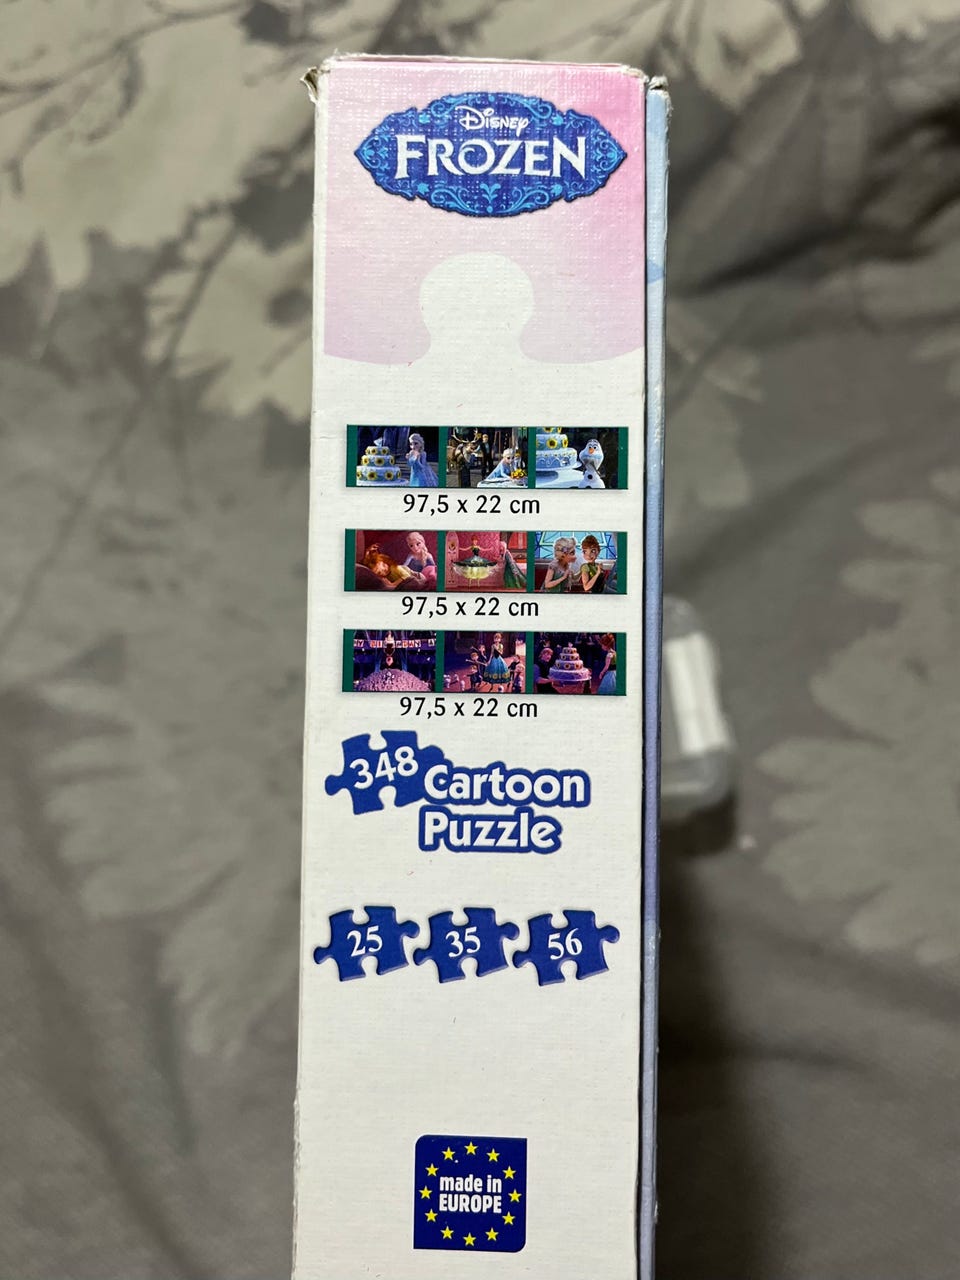 Disney
FROZEN
97,5 x 22 cm
97,5 x 22 cm
97,5 x 22 cm
348 Cartoon
Puzzle
25 35 56
made in
EUROPE